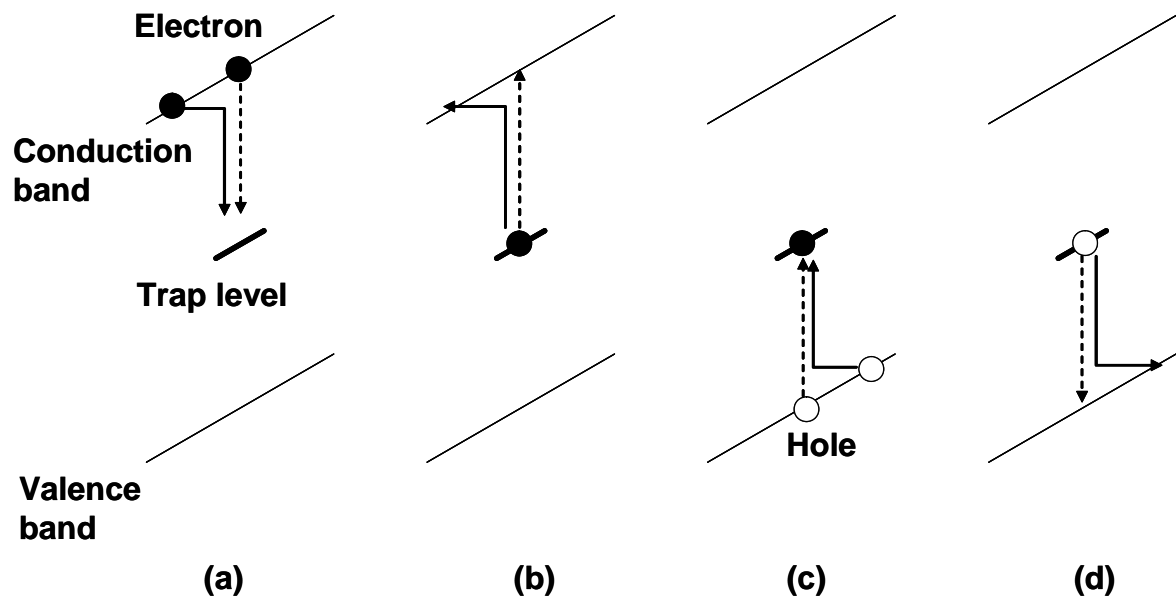 Electron
Conduction
band
Trap level
Hole
Valence
band
(a)
(b)
(c)
(d)